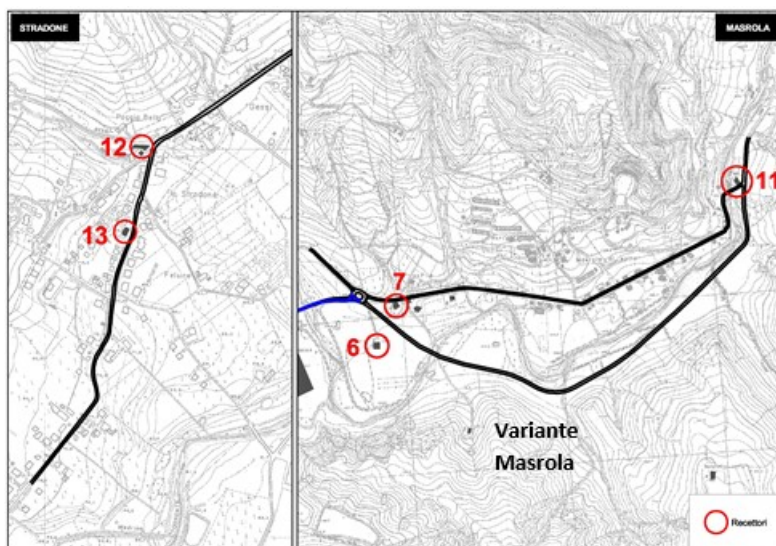 STRADONE
12
13
MASROLA
11
7
6
Variante
Masrola
Recettori